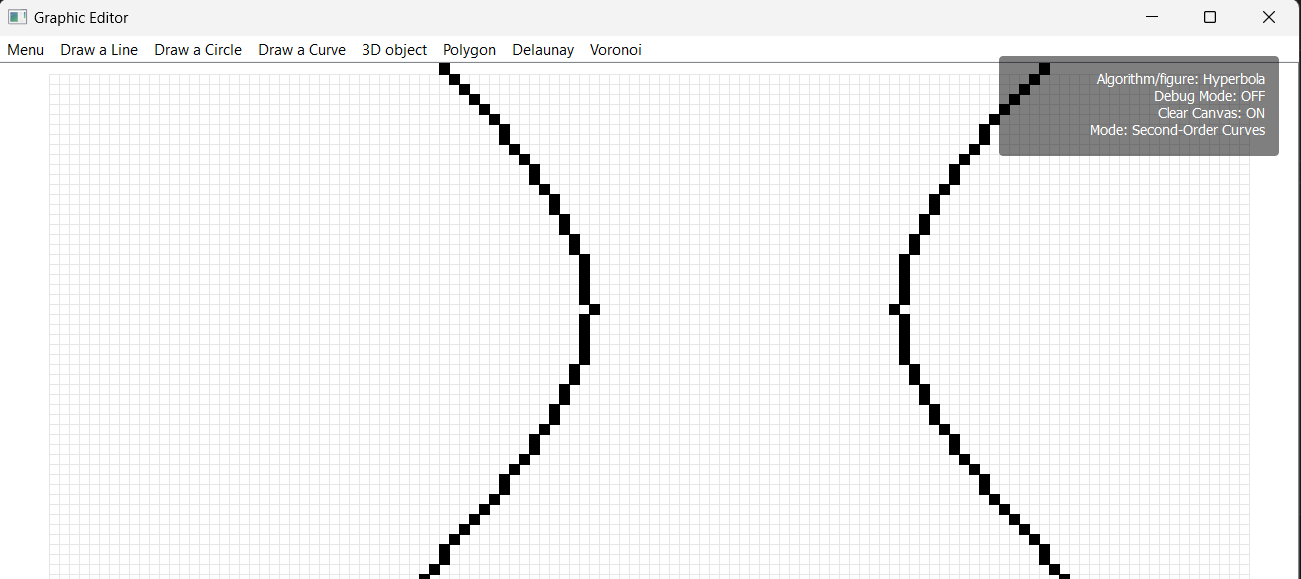 Graphic Editor
Menu Draw a Line Draw a Circle Draw a Curve 3D object Polygon Delaunay Voronoi
Algorithm/figure: Hyperbola
Debug Mode: OFF
Clear Canvas: ON
Mode: Second-Order Curves